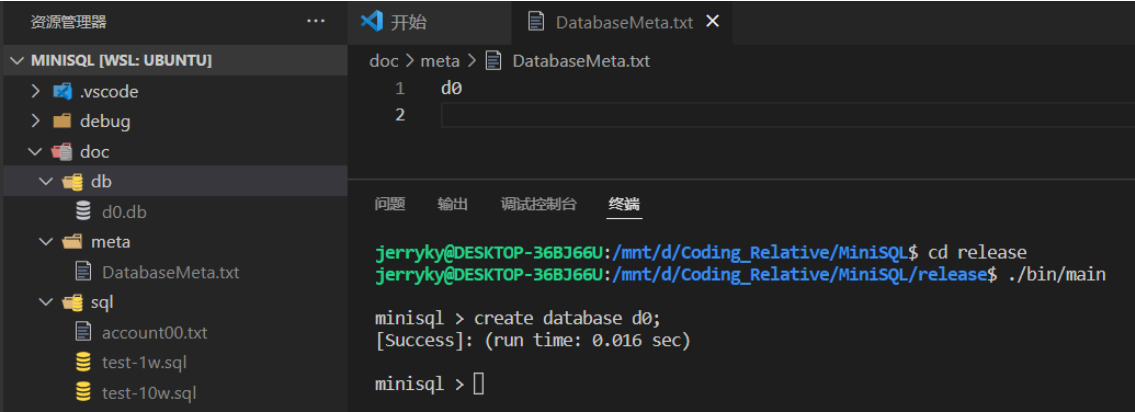 资源管理器
···
MINISQL [WSL: UBUNTU]
.vscode
debug
doc
db
d0.db
meta
DatabaseMeta.txt
sql
account00.txt
test-1w.sql
test-10w.sql
开始
DatabaseMeta.txt
doc > meta > DatabaseMeta.txt
1 d0
2
问题 输出 调试控制台 终端
jerryky@DESKTOP-36BJ66U:/mnt/d/Coding_Relative/MiniSQL$ cd release
jerryky@DESKTOP-36BJ66U:/mnt/d/Coding_Relative/MiniSQL/release$ ./bin/main
minisql > create database d0;
[Success]: (run time: 0.016 sec)
minisql >